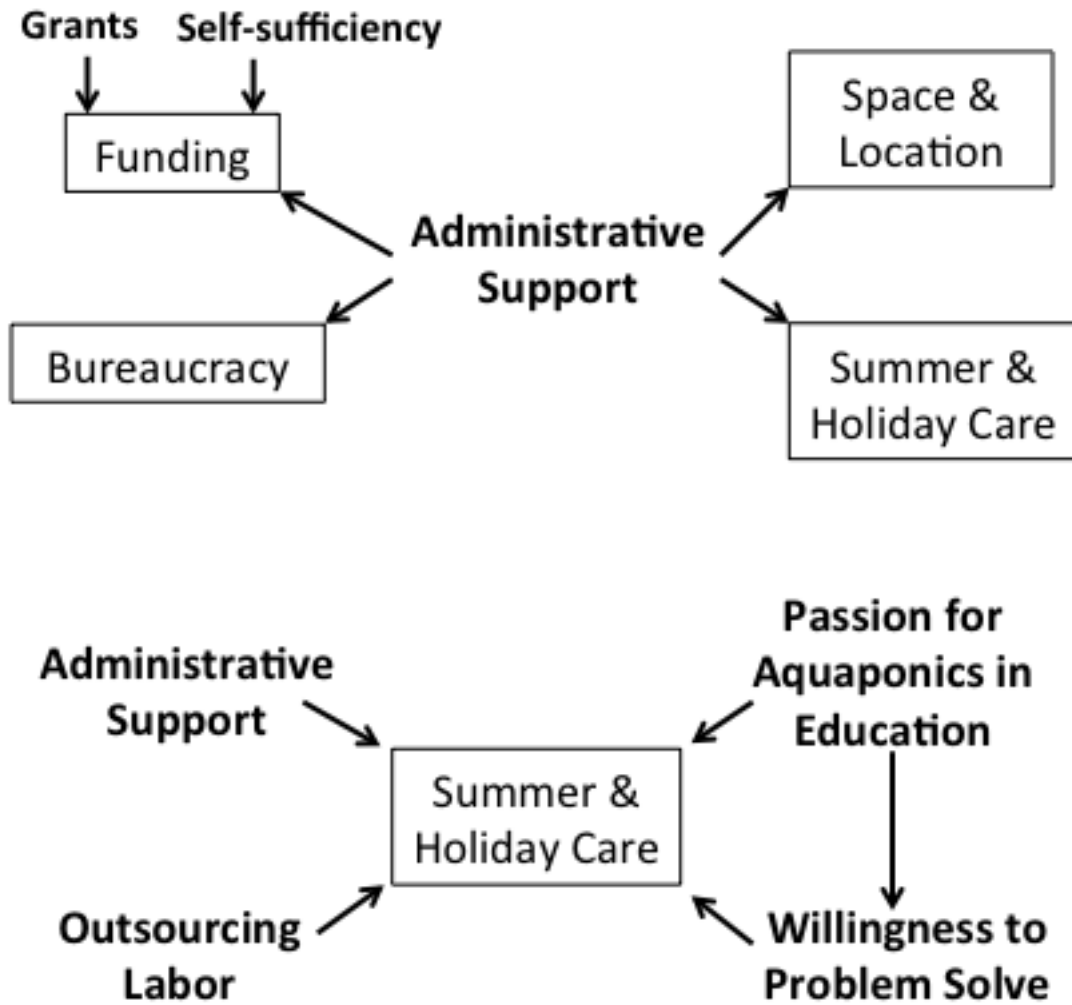 Grants
Self-sufficiency
Funding
Space &
Location
Administrative
Support
Bureaucracy
Summer &
Holiday Care
Administrative
Support
Passion for
Aquaponics in
Education
Summer &
Holiday Care
Outsourcing
Labor
Willingness to
Problem Solve